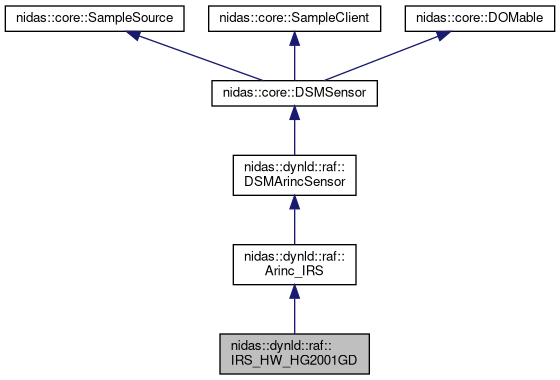 nidas::core::SampleSource
nidas::core::SampleClient
nidas::core::DOMable
nidas::core::DSMSensor
nidas::dynld::raf::
DSMArincSensor
nidas::dynld::raf::
Arinc_IRS
nidas::dynld::raf::
IRS_HW_HG2001GD